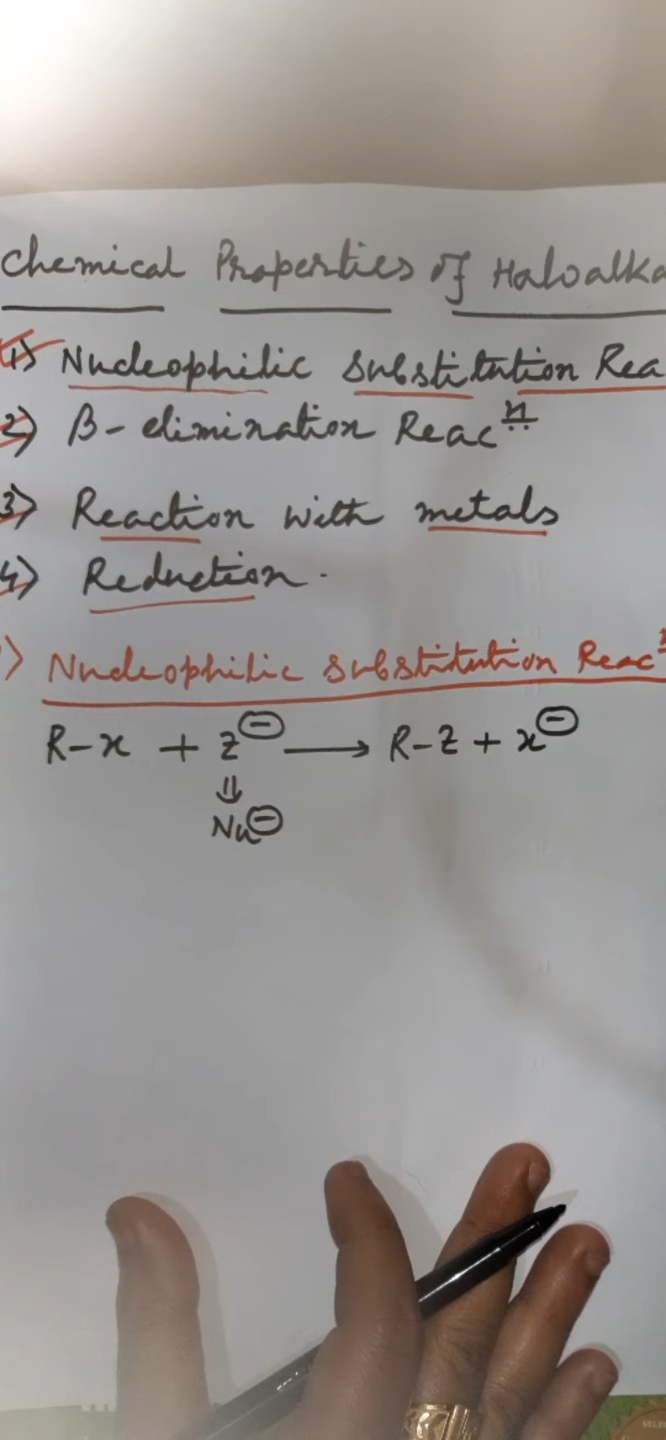 Chemical Properties of Haloalka
1) Nucleophilic Substitution Rea
2) β- elimination Reacⁿ
3) Reaction with metals
4) Reduction.
) Nucleophilic Substitution Reacⁿ
R-x + z⊖ ⟶ R-z + x⊖
⇓
Nu⊖